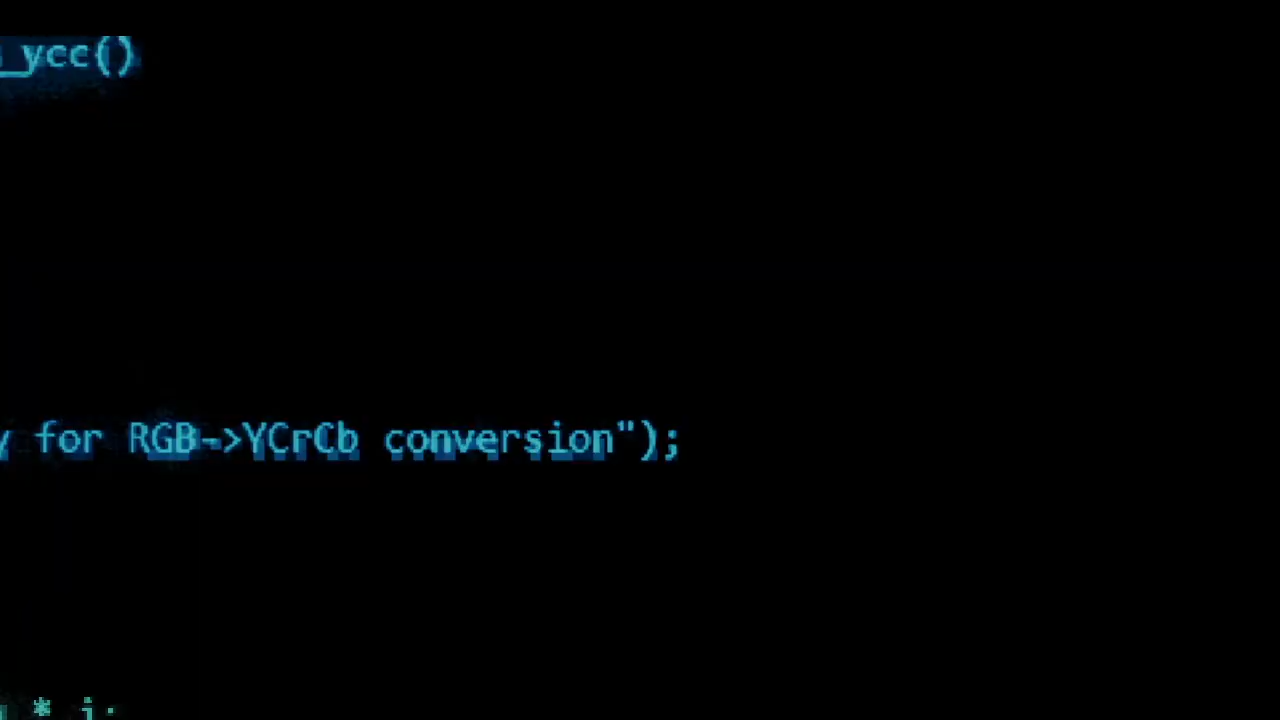 _ycc()
for RGB->YCrCb conversion");
* i;